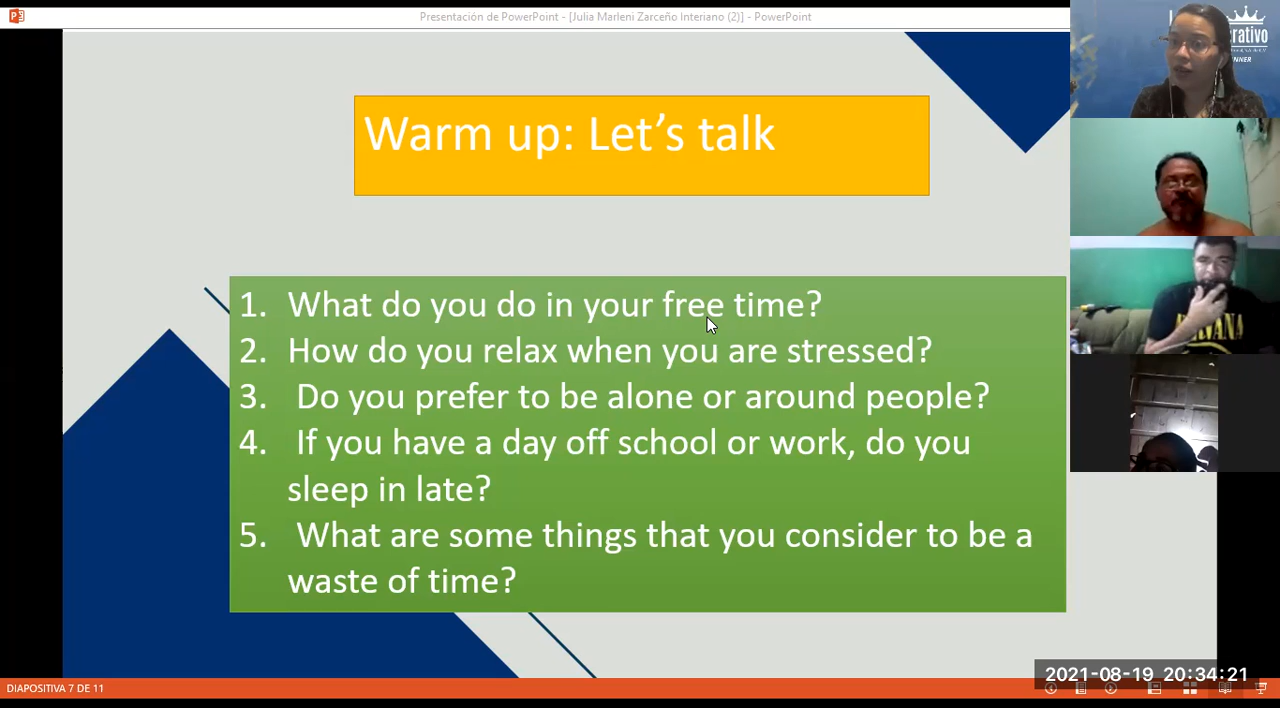 Presentación de PowerPoint - [Julia Marleni Zarceño Interiano (2)] - PowerPoint
Warm up: Let’s talk
1. What do you do in your free time?
2. How do you relax when you are stressed?
3. Do you prefer to be alone or around people?
4. If you have a day off school or work, do you
sleep in late?
5. What are some things that you consider to be a
waste of time?
DIAPOSITIVA 7 DE 11
2021-08-19 20:34:21